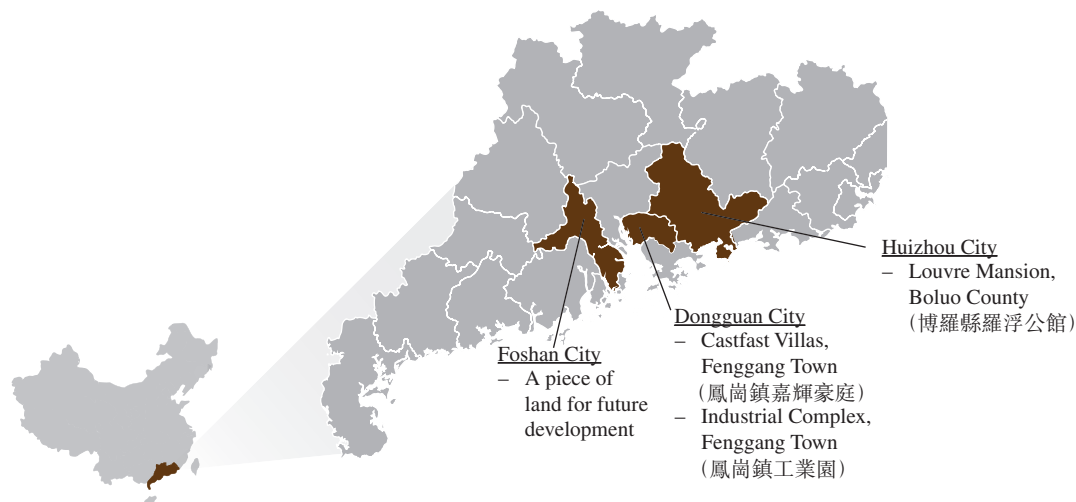 Huizhou City
– Louvre Mansion,
Boluo County
(博羅縣羅浮公館)
Dongguan City
– Castfast Villas,
Fenggang Town
(鳳崗鎮嘉輝豪庭)
– Industrial Complex,
Fenggang Town
(鳳崗鎮工業園)
Foshan City
– A piece of
land for future
development